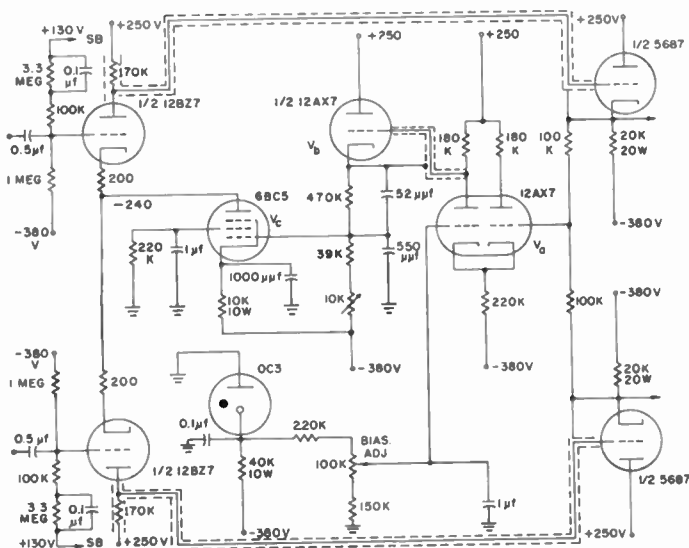 +130V
SB
+250V
3.3
MEG
0.1
µf
170K
100K
1/2 12BZ7
0.5µf
1 MEG
200
-380
V
-240
+250
1/2 12AX7
Vb
180
K
180
K
+250
+250V
1/2 5687
100
K
20K
20W
-380V
6BC5
Vc
220
K
1µf
1000µµf
10K
10W
470K
52µµf
39K
550
µµf
10K
-380V
12AX7
Va
220K
-380V
100K
-380V
20K
20W
-380
V
1 MEG
200
0.5µf
100K
1/2 12BZ7
3.3
MEG
0.1
µf
170K
+130V
SB
+250V
OC3
0.1µf
220K
40K
10W
-380V
BIAS
ADJ
100K
150K
1µf
1/2 5687
+250V